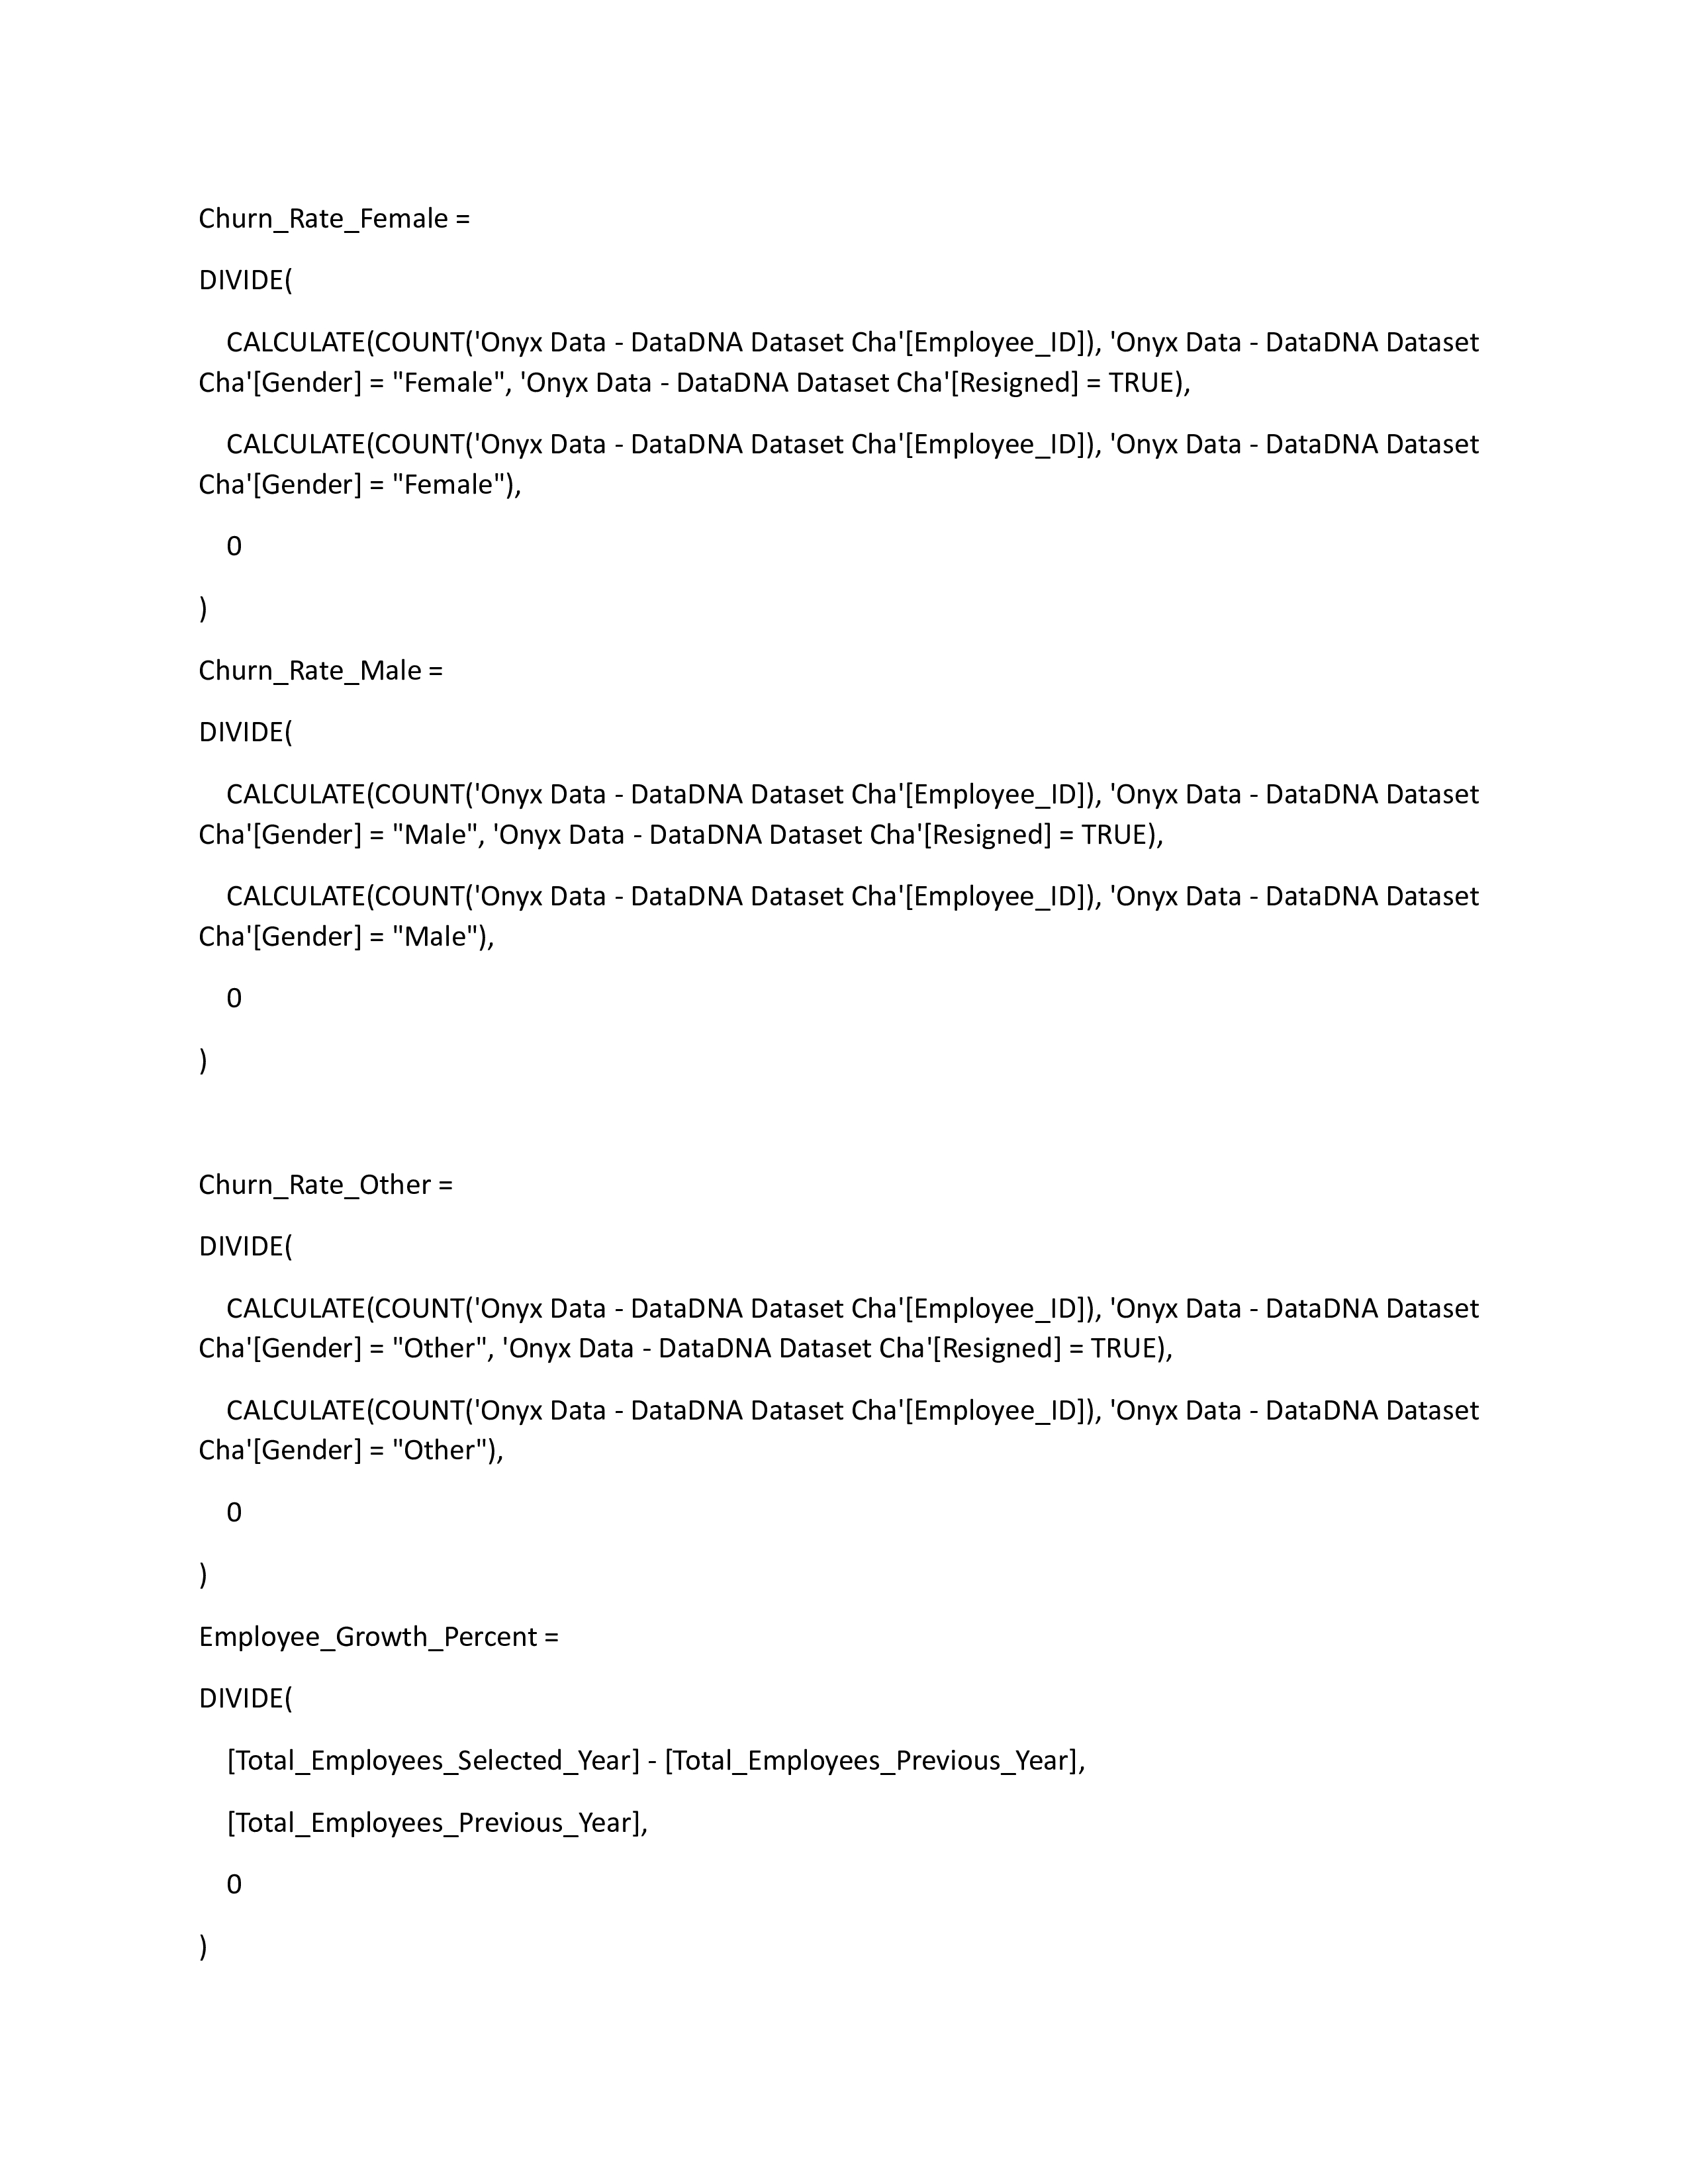 Churn_Rate_Female =
DIVIDE(
CALCULATE(COUNT('Onyx Data - DataDNA Dataset Cha'[Employee_ID]), 'Onyx Data - DataDNA Dataset
Cha'[Gender] = "Female", 'Onyx Data - DataDNA Dataset Cha'[Resigned] = TRUE),
CALCULATE(COUNT('Onyx Data - DataDNA Dataset Cha'[Employee_ID]), 'Onyx Data - DataDNA Dataset
Cha'[Gender] = "Female"),
0
)
Churn_Rate_Male =
DIVIDE(
CALCULATE(COUNT('Onyx Data - DataDNA Dataset Cha'[Employee_ID]), 'Onyx Data - DataDNA Dataset
Cha'[Gender] = "Male", 'Onyx Data - DataDNA Dataset Cha'[Resigned] = TRUE),
CALCULATE(COUNT('Onyx Data - DataDNA Dataset Cha'[Employee_ID]), 'Onyx Data - DataDNA Dataset
Cha'[Gender] = "Male"),
0
)
Churn_Rate_Other =
DIVIDE(
CALCULATE(COUNT('Onyx Data - DataDNA Dataset Cha'[Employee_ID]), 'Onyx Data - DataDNA Dataset
Cha'[Gender] = "Other", 'Onyx Data - DataDNA Dataset Cha'[Resigned] = TRUE),
CALCULATE(COUNT('Onyx Data - DataDNA Dataset Cha'[Employee_ID]), 'Onyx Data - DataDNA Dataset
Cha'[Gender] = "Other"),
0
)
Employee_Growth_Percent =
DIVIDE(
[Total_Employees_Selected_Year] - [Total_Employees_Previous_Year],
[Total_Employees_Previous_Year],
0
)